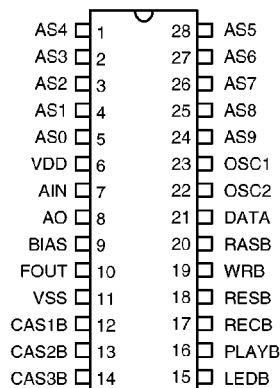 AS4 1 28 AS5
AS3 2 27 AS6
AS2 3 26 AS7
AS1 4 25 AS8
AS0 5 24 AS9
VDD 6 23 OSC1
AIN 7 22 OSC2
AO 8 21 DATA
BIAS 9 20 RASB
FOUT 10 19 WRB
VSS 11 18 RESB
CAS1B 12 17 RECB
CAS2B 13 16 PLAYB
CAS3B 14 15 LEDB